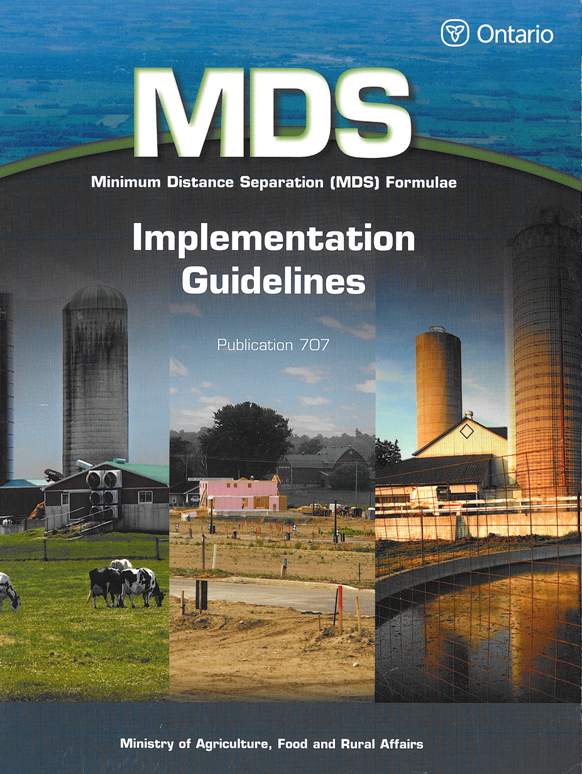 Ontario
MDS
Minimum Distance Separation (MDS) Formulae
Implementation
Guidelines
Publication 707
Ministry of Agriculture, Food and Rural Affairs